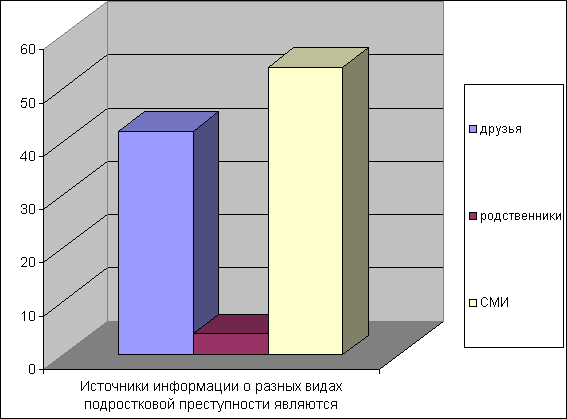 60
50
40
30
20
10
0
друзья
родственники
СМИ
Источники информации о разных видах
подростковой преступности являются